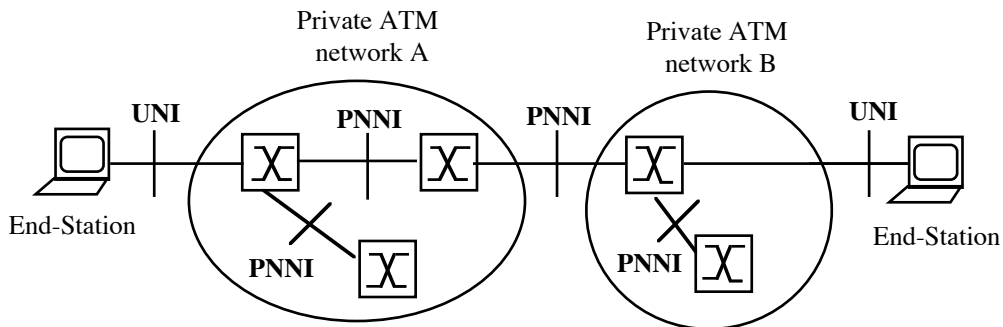 Private ATM
network A
Private ATM
network B
UNI
PNNI
PNNI
UNI
End-Station
PNNI
PNNI
End-Station